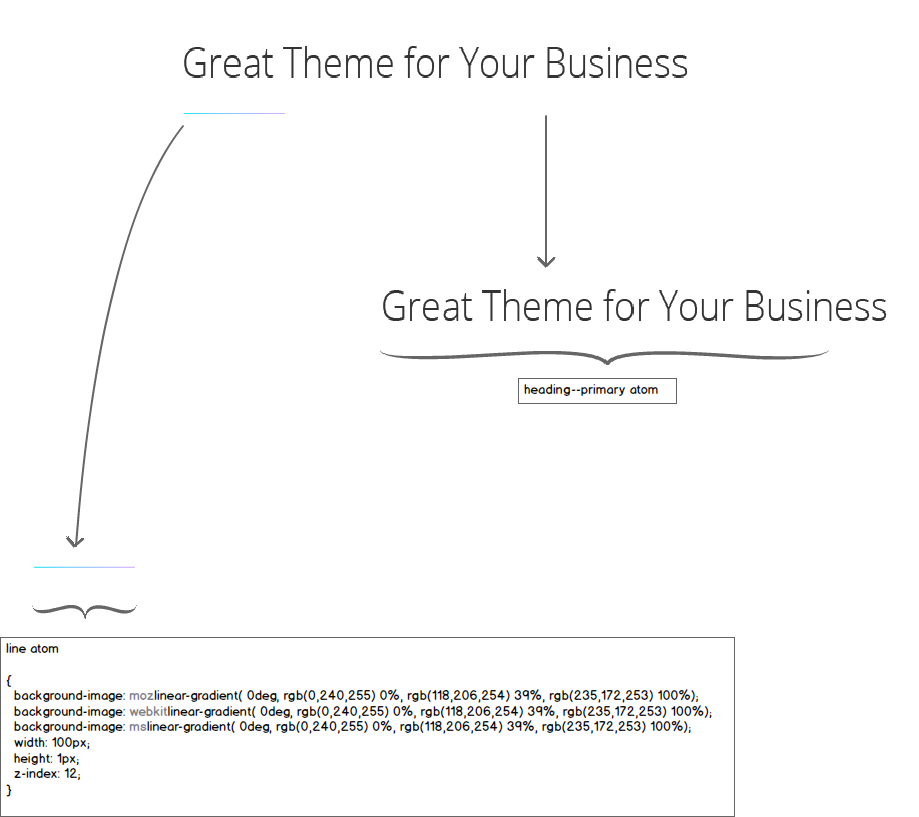 Great Theme for Your Business
Great Theme for Your Business
heading--primary atom
line atom
{
background-image: mozlinear-gradient( 0deg, rgb(0,240,255) 0%, rgb(118,206,254) 39%, rgb(235,172,253) 100%);
background-image: webkitlinear-gradient( 0deg, rgb(0,240,255) 0%, rgb(118,206,254) 39%, rgb(235,172,253) 100%);
background-image: mslinear-gradient( 0deg, rgb(0,240,255) 0%, rgb(118,206,254) 39%, rgb(235,172,253) 100%);
width: 100px;
height: 1px;
z-index: 12;
}